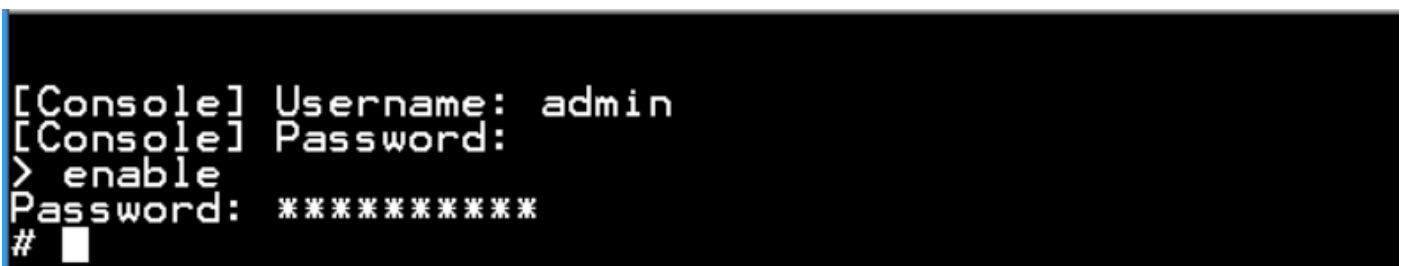 [Console] Username: admin
[Console] Password:
> enable
Password: **********
#